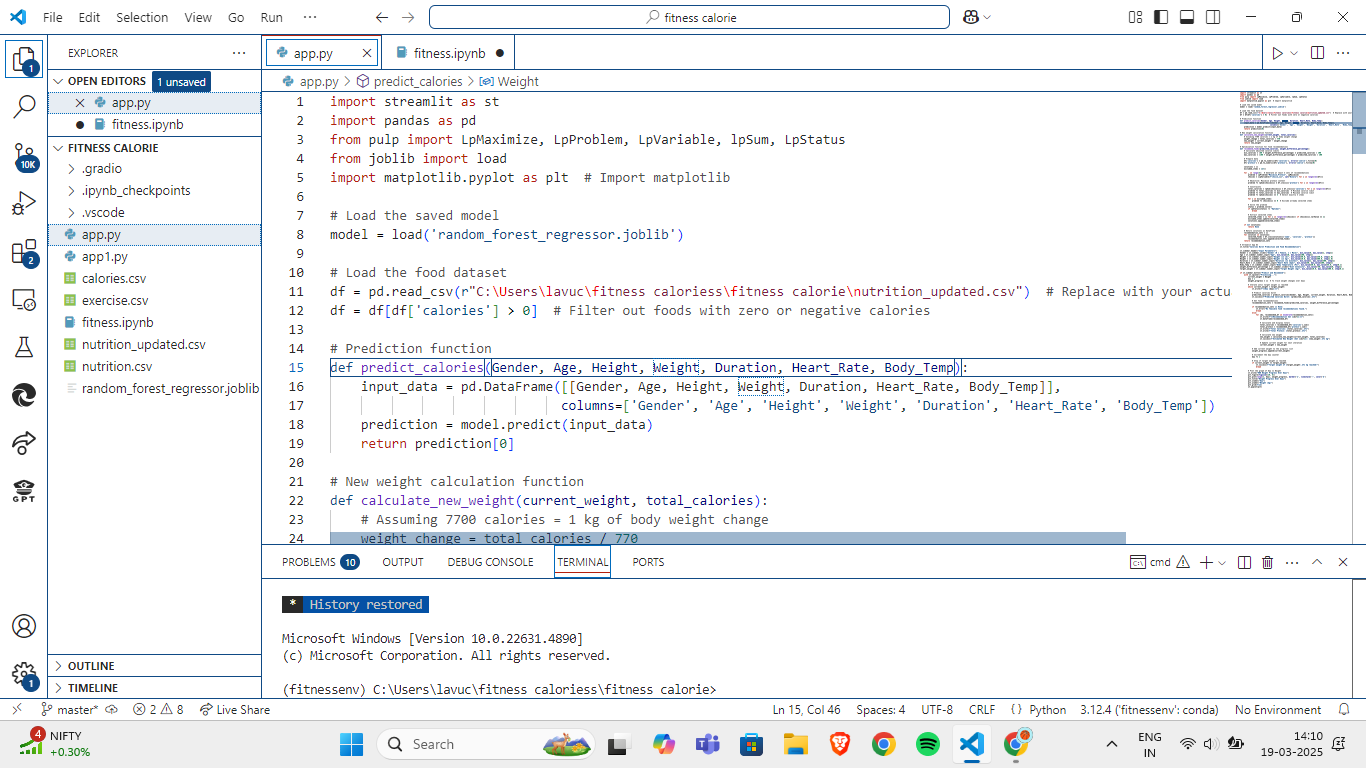 File Edit Selection View Go Run ··· fitness calorie
EXPLORER ···
OPEN EDITORS 1 unsaved
app.py
fitness.ipynb
FITNESS CALORIE
.gradio
.ipynb_checkpoints
.vscode
app.py
app1.py
calories.csv
exercise.csv
fitness.ipynb
nutrition_updated.csv
nutrition.csv
random_forest_regressor.joblib
OUTLINE
TIMELINE
1
10K
2
GPT
1
app.py fitness.ipynb
app.py > predict_calories > Weight
1 import streamlit as st
2 import pandas as pd
3 from pulp import LpMaximize, LpProblem, LpVariable, lpSum, LpStatus
4 from joblib import load
5 import matplotlib.pyplot as plt  # Import matplotlib
6
7 # Load the saved model
8 model = load('random_forest_regressor.joblib')
9
10 # Load the food dataset
11 df = pd.read_csv(r"C:\Users\lavuc\fitness caloriess\fitness calorie\nutrition_updated.csv")  # Replace with your actu
12 df = df[df['calories'] > 0]  # Filter out foods with zero or negative calories
13
14 # Prediction function
15 def predict_calories(Gender, Age, Height, Weight, Duration, Heart_Rate, Body_Temp):
16     input_data = pd.DataFrame([[Gender, Age, Height, Weight, Duration, Heart_Rate, Body_Temp]],
17                               columns=['Gender', 'Age', 'Height', 'Weight', 'Duration', 'Heart_Rate', 'Body_Temp'])
18     prediction = model.predict(input_data)
19     return prediction[0]
20
21 # New weight calculation function
22 def calculate_new_weight(current_weight, total_calories):
23     # Assuming 7700 calories = 1 kg of body weight change
24     weight_change = total_calories / 770
PROBLEMS 10 OUTPUT DEBUG CONSOLE TERMINAL PORTS cmd
* History restored
Microsoft Windows [Version 10.0.22631.4890]
(c) Microsoft Corporation. All rights reserved.
(fitnessenv) C:\Users\lavuc\fitness caloriess\fitness calorie>
master* 2 8 Live Share Ln 15, Col 46 Spaces: 4 UTF-8 CRLF {} Python 3.12.4 ('fitnessenv': conda) No Environment
4 NIFTY
+0.30%
Search
ENG
IN
14:10
19-03-2025